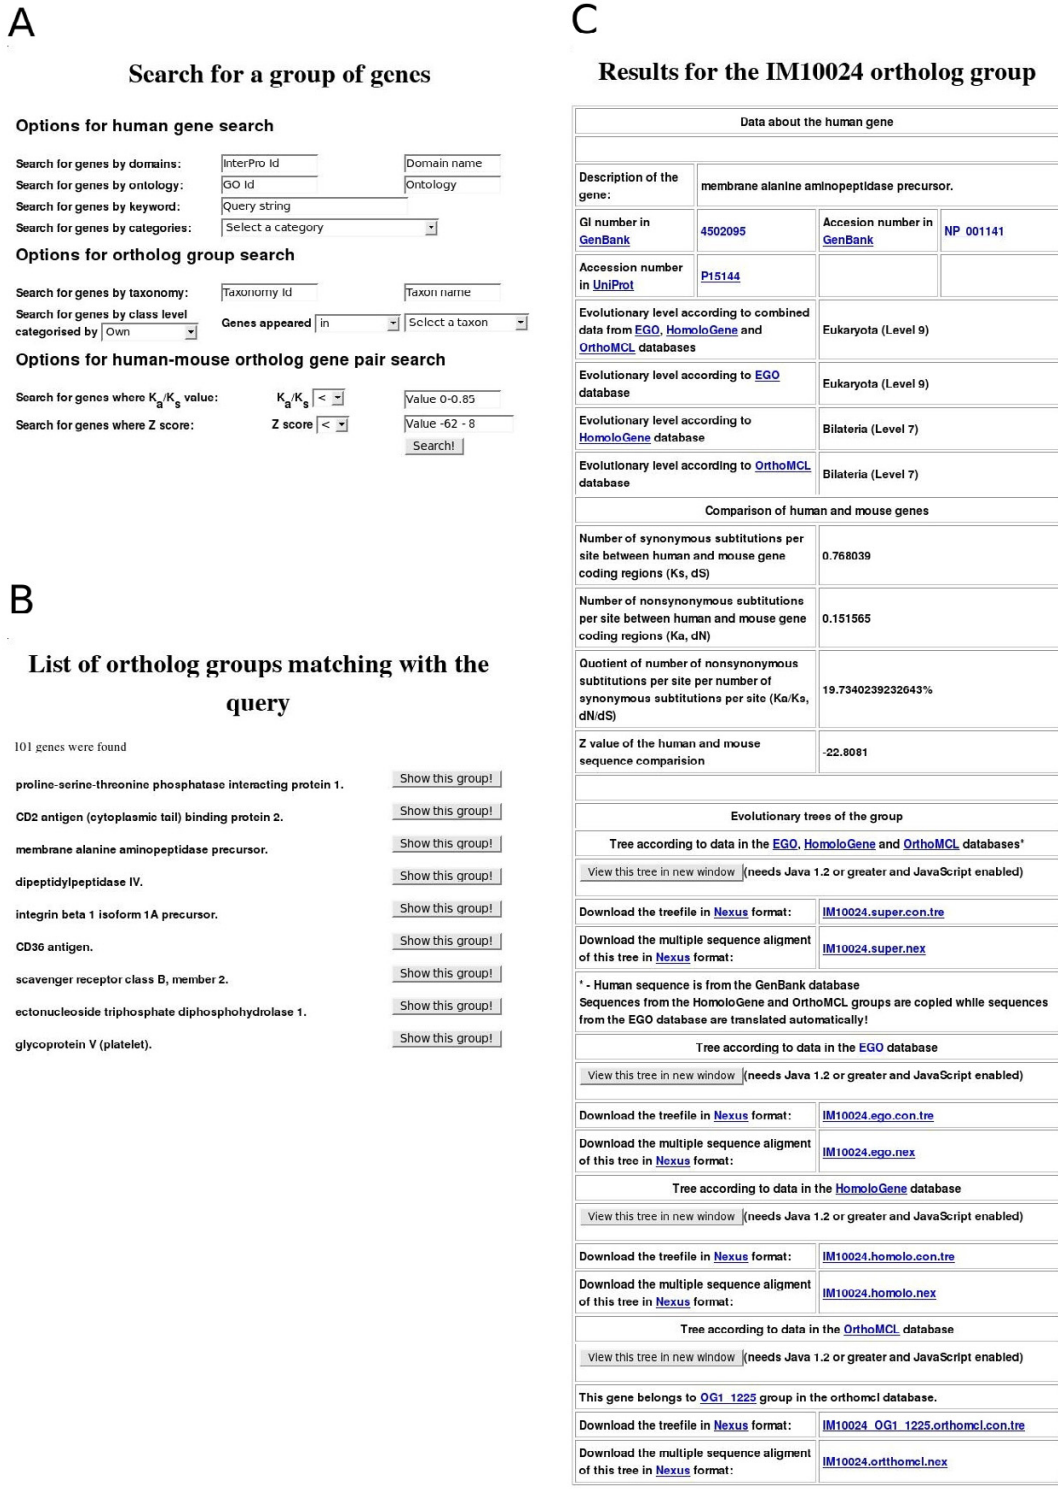 A
Search for a group of genes
Options for human gene search
Search for genes by domains: InterPro Id Domain name
Search for genes by ontology: GO Id Ontology
Search for genes by keyword: Query string
Search for genes by categories: Select a category
Options for ortholog group search
Search for genes by taxonomy: Taxonomy Id Taxon name
Search for genes by class level
categorised by Own Genes appeared in Select a taxon
Options for human-mouse ortholog gene pair search
Search for genes where Ka/Ks value: Ka/Ks < Value 0-0.85
Search for genes where Z score: Z score < Value -62 - 8
Search!
B
List of ortholog groups matching with the
query
101 genes were found
proline-serine-threonine phosphatase interacting protein 1. Show this group!
CD2 antigen (cytoplasmic tail) binding protein 2. Show this group!
membrane alanine aminopeptidase precursor. Show this group!
dipeptidylpeptidase IV. Show this group!
integrin beta 1 isoform 1A precursor. Show this group!
CD36 antigen. Show this group!
scavenger receptor class B, member 2. Show this group!
ectonucleoside triphosphate diphosphohydrolase 1. Show this group!
glycoprotein V (platelet). Show this group!
C
Results for the IM10024 ortholog group
Data about the human gene
Description of the
gene:
membrane alanine aminopeptidase precursor.
GI number in
GenBank
4502095
Accesion number in
GenBank
NP_001141
Accession number
in UniProt
P15144
Evolutionary level according to combined
data from EGO, HomoloGene and
OrthoMCL databases
Eukaryota (Level 9)
Evolutionary level according to EGO
database
Eukaryota (Level 9)
Evolutionary level according to
HomoloGene database
Bilateria (Level 7)
Evolutionary level according to OrthoMCL
database
Bilateria (Level 7)
Comparison of human and mouse genes
Number of synonymous subtitutions per
site between human and mouse gene
coding regions (Ks, dS)
0.768039
Number of nonsynonymous subtitutions
per site between human and mouse gene
coding regions (Ka, dN)
0.151565
Quotient of number of nonsynonymous
subtitutions per site per number of
synonymous subtitutions per site (Ka/Ks,
dN/dS)
19.7340239232643%
Z value of the human and mouse
sequence comparision
-22.8081
Evolutionary trees of the group
Tree according to data in the EGO, HomoloGene and OrthoMCL databases*
View this tree in new window (needs Java 1.2 or greater and JavaScript enabled)
Download the treefile in Nexus format: IM10024.super.con.tre
Download the multiple sequence aligment
of this tree in Nexus format:
IM10024.super.nex
* - Human sequence is from the GenBank database
Sequences from the HomoloGene and OrthoMCL groups are copied while sequences
from the EGO database are translated automatically!
Tree according to data in the EGO database
View this tree in new window (needs Java 1.2 or greater and JavaScript enabled)
Download the treefile in Nexus format: IM10024.ego.con.tre
Download the multiple sequence aligment
of this tree in Nexus format:
IM10024.ego.nex
Tree according to data in the HomoloGene database
View this tree in new window (needs Java 1.2 or greater and JavaScript enabled)
Download the treefile in Nexus format: IM10024.homolo.con.tre
Download the multiple sequence aligment
of this tree in Nexus format:
IM10024.homolo.nex
Tree according to data in the OrthoMCL database
View this tree in new window (needs Java 1.2 or greater and JavaScript enabled)
This gene belongs to OG1_1225 group in the orthomcl database.
Download the treefile in Nexus format: IM10024_OG1_1225.orthomcl.con.tre
Download the multiple sequence aligment
of this tree in Nexus format:
IM10024.ortthomcl.nex